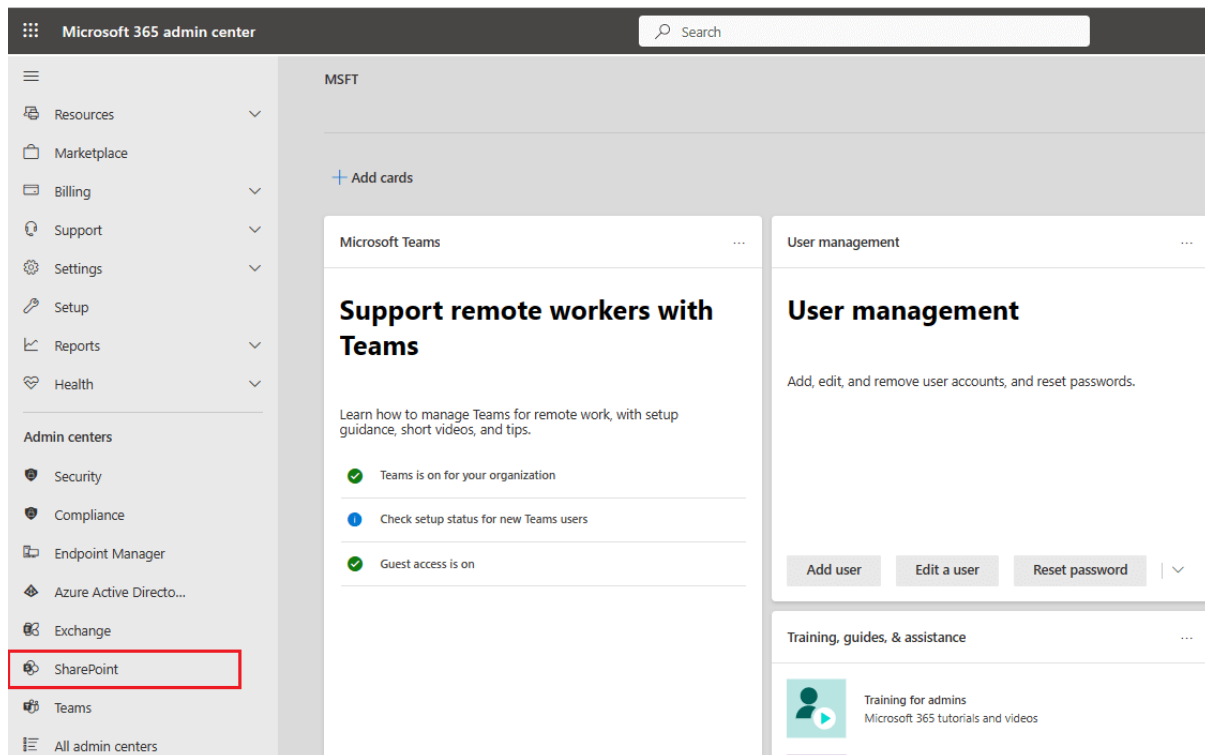 Microsoft 365 admin center
Search
Resources
Marketplace
Billing
Support
Settings
Setup
Reports
Health
Admin centers
Security
Compliance
Endpoint Manager
Azure Active Directo...
Exchange
SharePoint
Teams
All admin centers
MSFT
Add cards
Microsoft Teams
Support remote workers with
Teams
Learn how to manage Teams for remote work, with setup
guidance, short videos, and tips.
Teams is on for your organization
Check setup status for new Teams users
Guest access is on
User management
User management
Add, edit, and remove user accounts, and reset passwords.
Add user
Edit a user
Reset password
Training, guides, & assistance
Training for admins
Microsoft 365 tutorials and videos